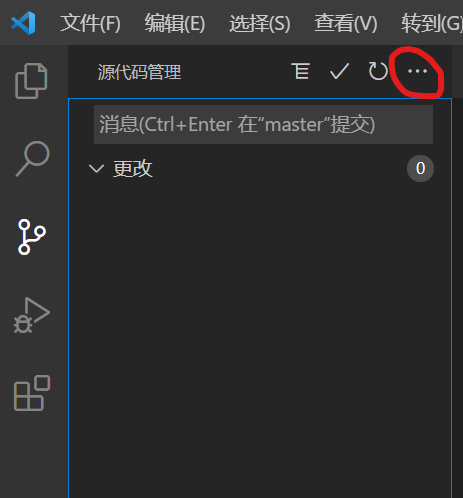 文件(F) 编辑(E) 选择(S) 查看(V) 转到(G)
源代码管理
消息(Ctrl+Enter 在“master”提交)
更改 0